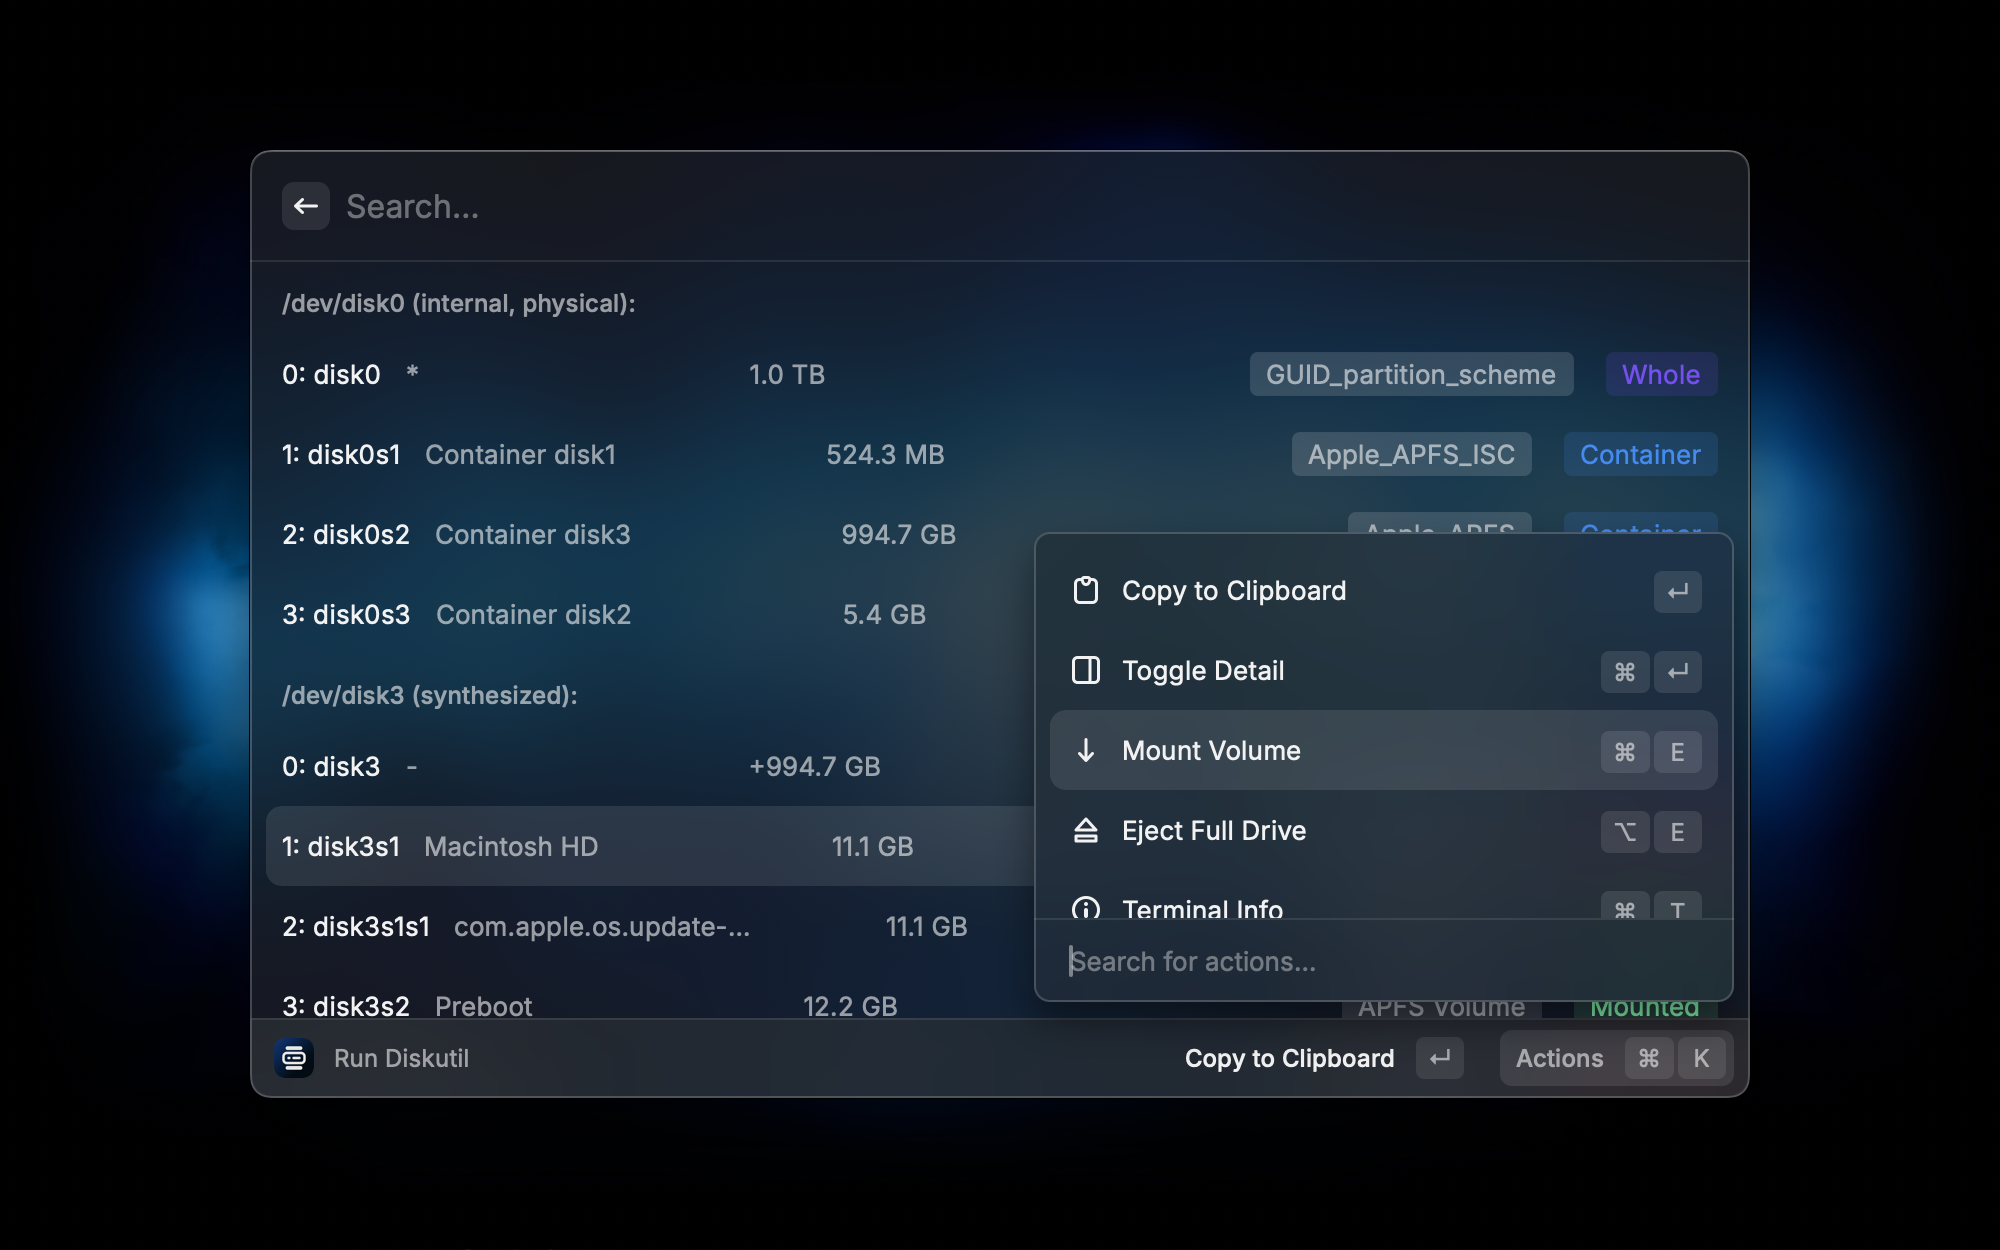 Search...
/dev/disk0 (internal, physical):
0: disk0 * 1.0 TB GUID_partition_scheme Whole
1: disk0s1 Container disk1 524.3 MB Apple_APFS_ISC Container
2: disk0s2 Container disk3 994.7 GB Apple_APFS Container
3: disk0s3 Container disk2 5.4 GB
/dev/disk3 (synthesized):
0: disk3 - +994.7 GB
1: disk3s1 Macintosh HD 11.1 GB
2: disk3s1s1 com.apple.os.update-... 11.1 GB
3: disk3s2 Preboot 12.2 GB APFS Volume Mounted
Copy to Clipboard ↵
Toggle Detail ⌘ ↵
Mount Volume ⌘ E
Eject Full Drive ⌥ E
Terminal Info ⌘ T
Search for actions...
Run Diskutil Copy to Clipboard ↵ Actions ⌘ K